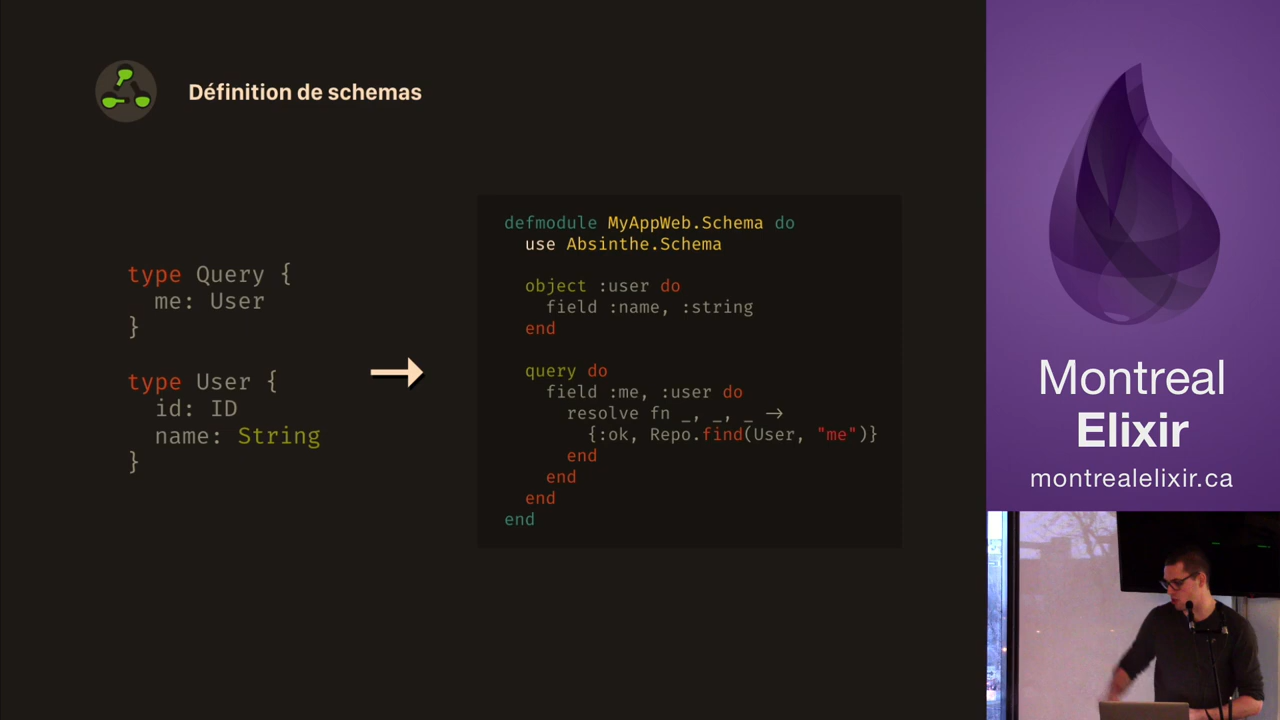 Définition de schemas
type Query {
me: User
}
type User {
id: ID
name: String
}
defmodule MyAppWeb.Schema do
use Absinthe.Schema
object :user do
field :name, :string
end
query do
field :me, :user do
resolve fn _, _, _ ->
{:ok, Repo.find(User, "me")}
end
end
end
end
Montreal
Elixir
montrealelixir.ca